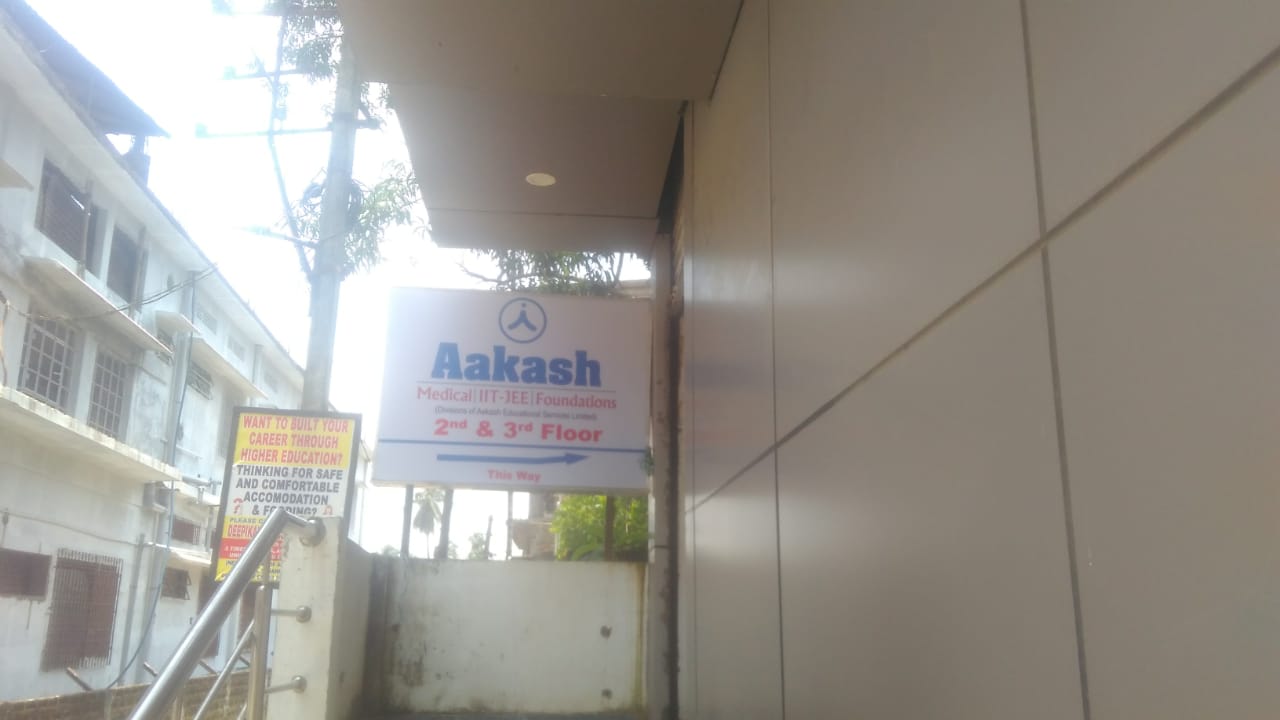 Aakash
Medical | IIT-JEE | Foundations
(Divisions of Aakash Educational Services Limited)
2nd & 3rd Floor
This Way
WANT TO BUILT YOUR
CAREER THROUGH
HIGHER EDUCATION?
THINKING FOR SAFE
AND COMFORTABLE
ACCOMODATION
& FOODING?
PLEASE